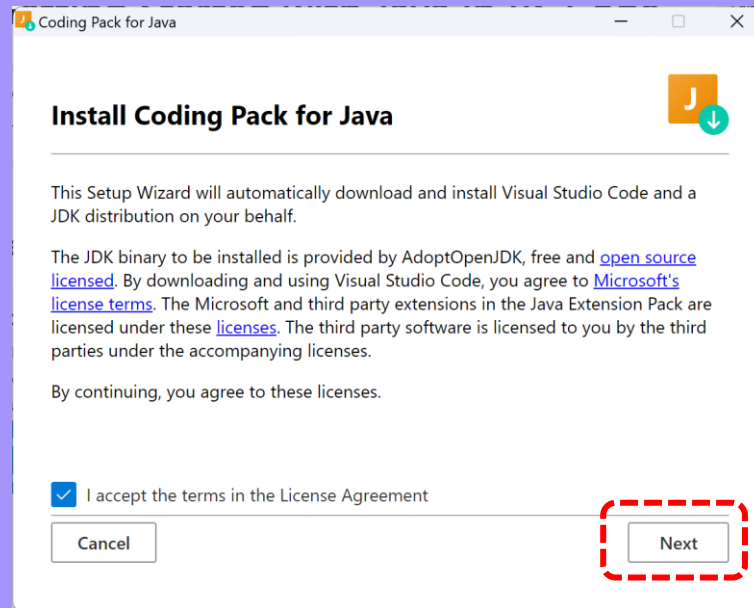 Coding Pack for Java
Install Coding Pack for Java
J
This Setup Wizard will automatically download and install Visual Studio Code and a
JDK distribution on your behalf.
The JDK binary to be installed is provided by AdoptOpenJDK, free and open source
licensed. By downloading and using Visual Studio Code, you agree to Microsoft's
license terms. The Microsoft and third party extensions in the Java Extension Pack are
licensed under these licenses. The third party software is licensed to you by the third
parties under the accompanying licenses.
By continuing, you agree to these licenses.
I accept the terms in the License Agreement
Cancel
Next